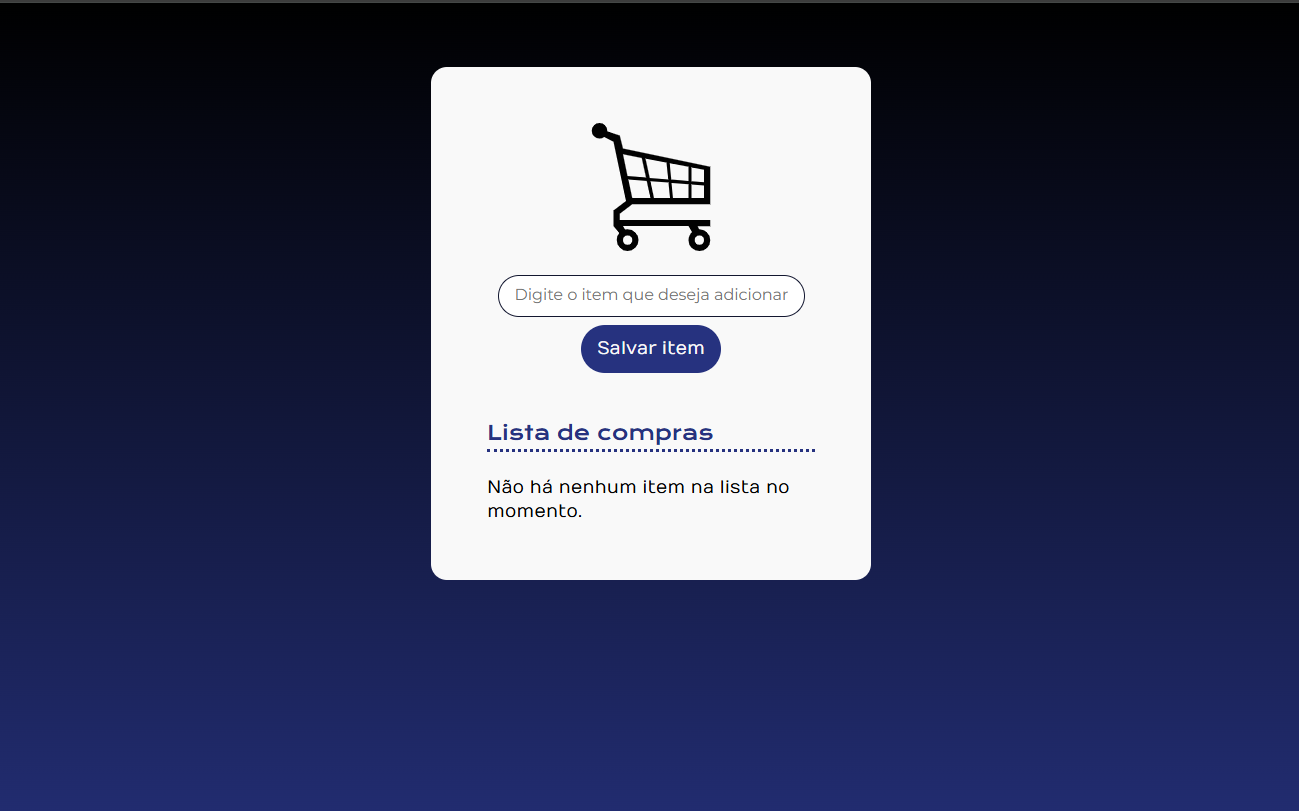 Digite o item que deseja adicionar
Salvar item
Lista de compras
Não há nenhum item na lista no
momento.